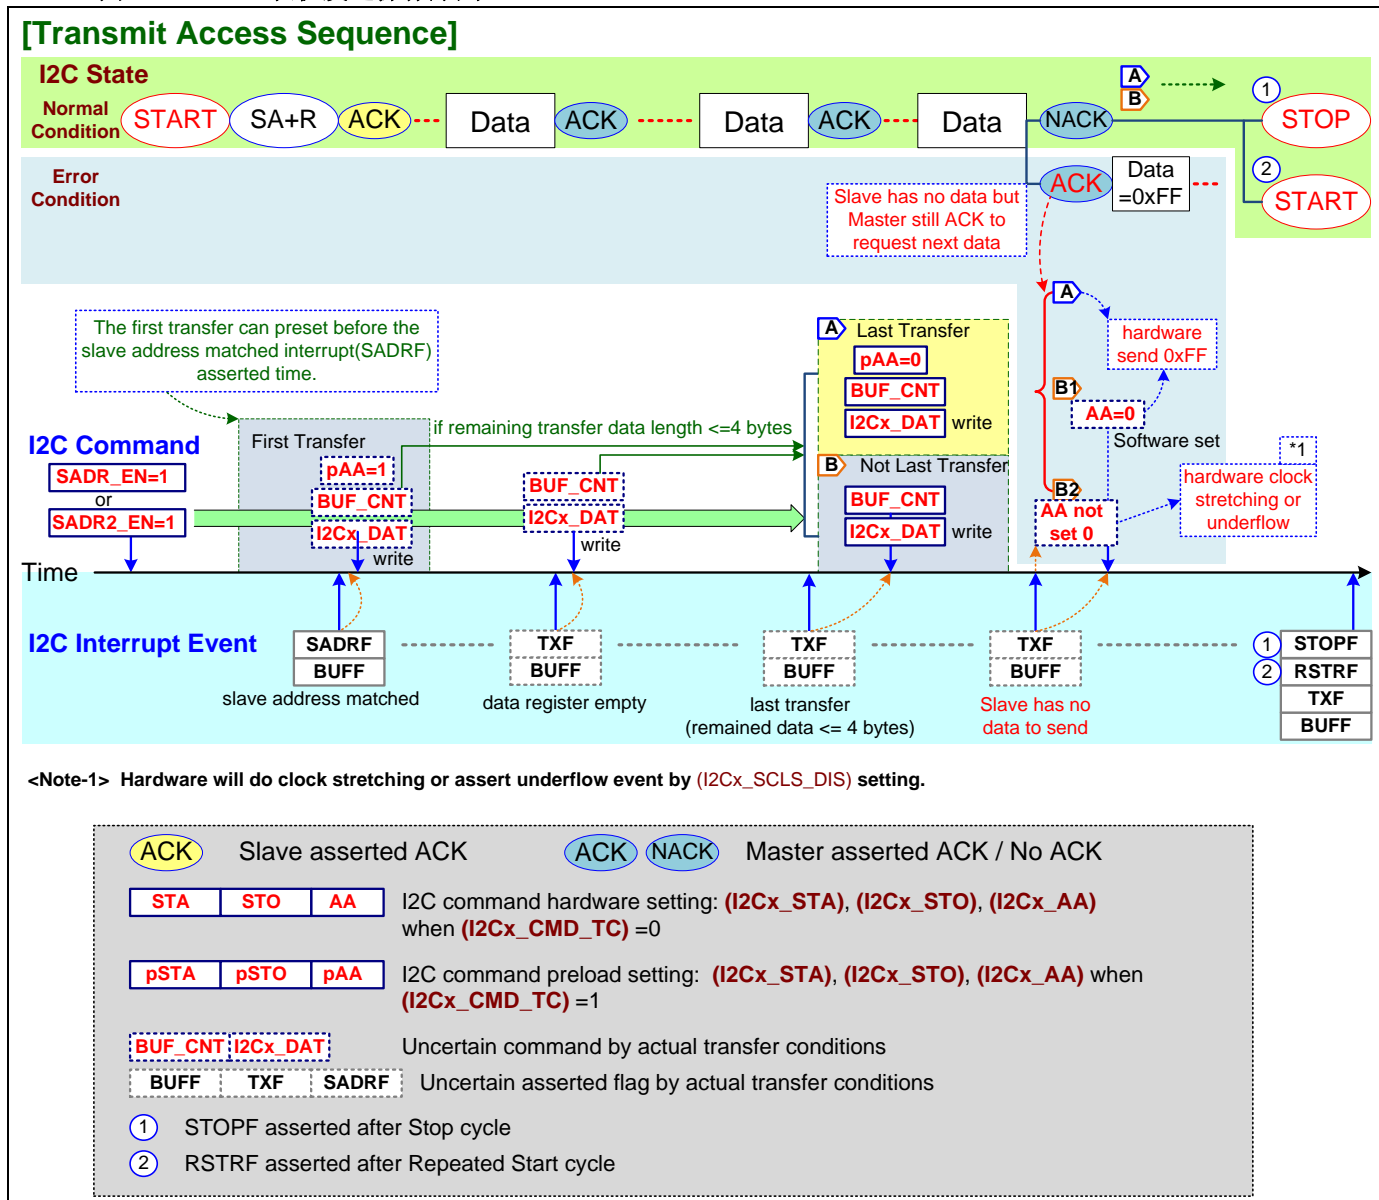 [Transmit Access Sequence]
I2C State
Normal
Condition
START
SA+R
ACK
Data
ACK
Data
ACK
Data
NACK
A
B
1
STOP
Error
Condition
Slave has no data but
Master still ACK to
request next data
ACK
Data
=0xFF
2
START
The first transfer can preset before the
slave address matched interrupt(SADRF)
asserted time.
A
Last Transfer
pAA=0
BUF_CNT
I2Cx_DAT write
A
hardware
send 0xFF
B1
AA=0
Software set
*1
B2
AA not
set 0
hardware clock
stretching or
underflow
I2C Command
SADR_EN=1
or
SADR2_EN=1
First Transfer
pAA=1
BUF_CNT
I2Cx_DAT
write
if remaining transfer data length <=4 bytes
BUF_CNT
I2Cx_DAT
write
B
Not Last Transfer
BUF_CNT
I2Cx_DAT write
Time
I2C Interrupt Event
SADRF
BUFF
slave address matched
TXF
BUFF
data register empty
TXF
BUFF
last transfer
(remained data <= 4 bytes)
TXF
BUFF
Slave has no
data to send
1 STOPF
2 RSTRF
TXF
BUFF
<Note-1> Hardware will do clock stretching or assert underflow event by (I2Cx_SCLS_DIS) setting.
ACK Slave asserted ACK
ACK NACK Master asserted ACK / No ACK
STA STO AA I2C command hardware setting: (I2Cx_STA), (I2Cx_STO), (I2Cx_AA)
when (I2Cx_CMD_TC) =0
pSTA pSTO pAA I2C command preload setting: (I2Cx_STA), (I2Cx_STO), (I2Cx_AA) when
(I2Cx_CMD_TC) =1
BUF_CNT I2Cx_DAT Uncertain command by actual transfer conditions
BUFF TXF SADRF Uncertain asserted flag by actual transfer conditions
1 STOPF asserted after Stop cycle
2 RSTRF asserted after Repeated Start cycle